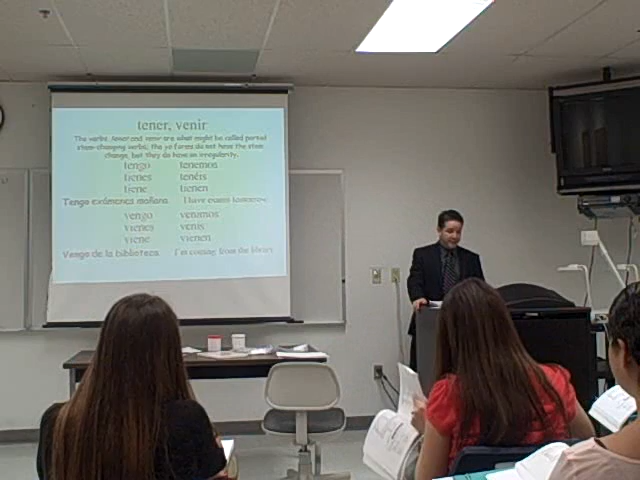 tener, venir
The verbs tener and venir are what might be called partial
stem-changing verbs; the yo forms do not have the stem
change, but they do have an irregularity.
tengo tenemos
tienes tenéis
tiene tienen
Tengo exámenes mañana. I have exams tomorrow.
vengo venimos
vienes venís
viene vienen
Vengo de la biblioteca. I'm coming from the library.